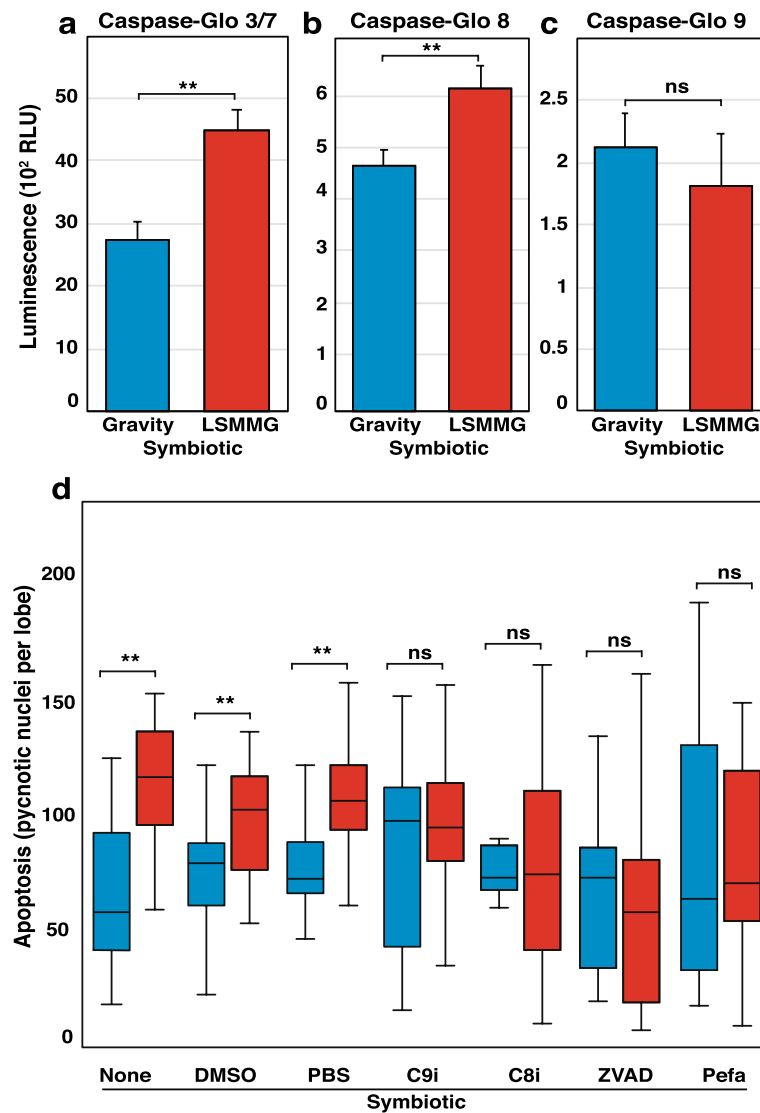 a Caspase-Glo 3/7
b Caspase-Glo 8
c Caspase-Glo 9
Luminescence (10² RLU)
50
40
30
20
10
0
**
Gravity LSMMG
Symbiotic
6
5
4
3
2
1
0
**
Gravity LSMMG
Symbiotic
2.5
2
1.5
1
0.5
0
ns
Gravity LSMMG
Symbiotic
d
Apoptosis (pycnotic nuclei per lobe)
200
150
100
50
0
** ** ** ns ns ns ns
None DMSO PBS C9i C8i ZVAD Pefa
Symbiotic